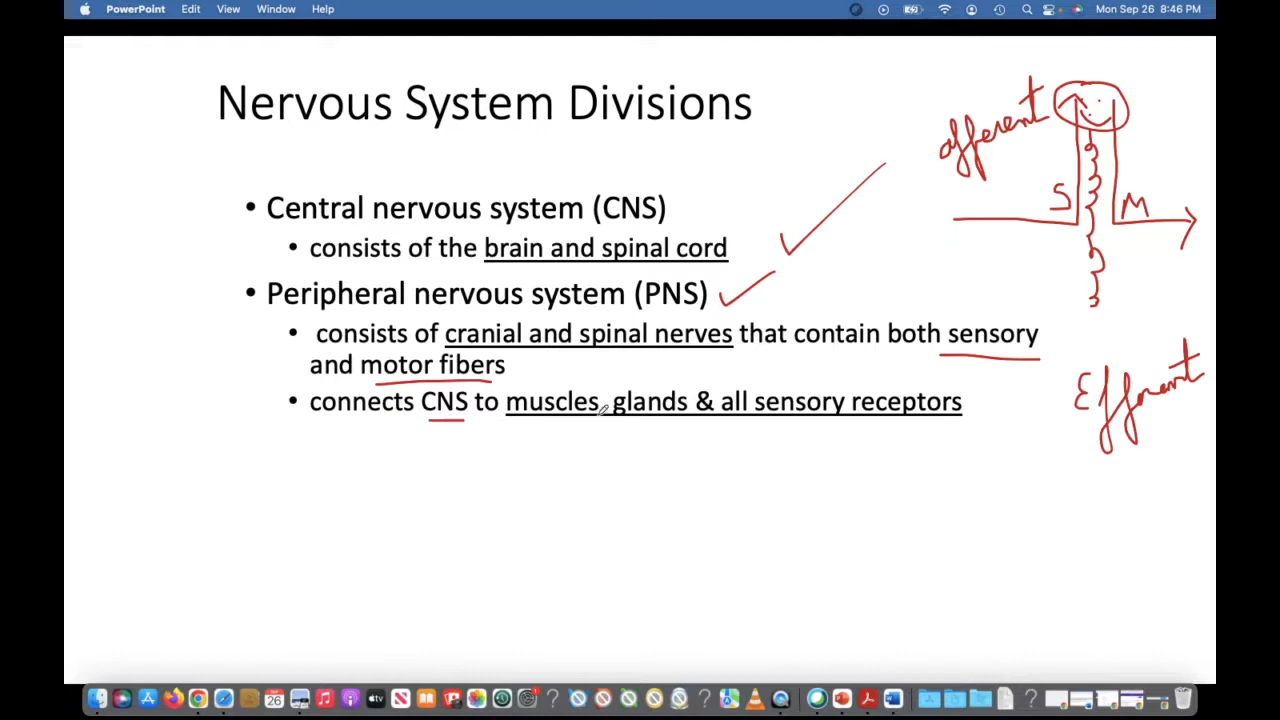 PowerPoint Edit View Window Help Mon Sep 26 8:46 PM
Nervous System Divisions
afferent
• Central nervous system (CNS)
S M
• consists of the brain and spinal cord
• Peripheral nervous system (PNS)
• consists of cranial and spinal nerves that contain both sensory
and motor fibers
• connects CNS to muscles, glands & all sensory receptors
Efferent